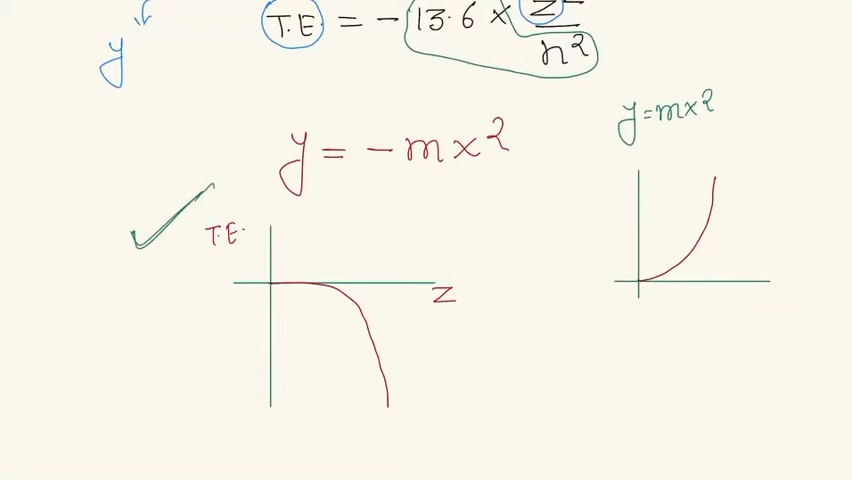 T.E. = - 13.6 × Z²
n²
y
y = mx²
y = -mx²
T.E.
Z